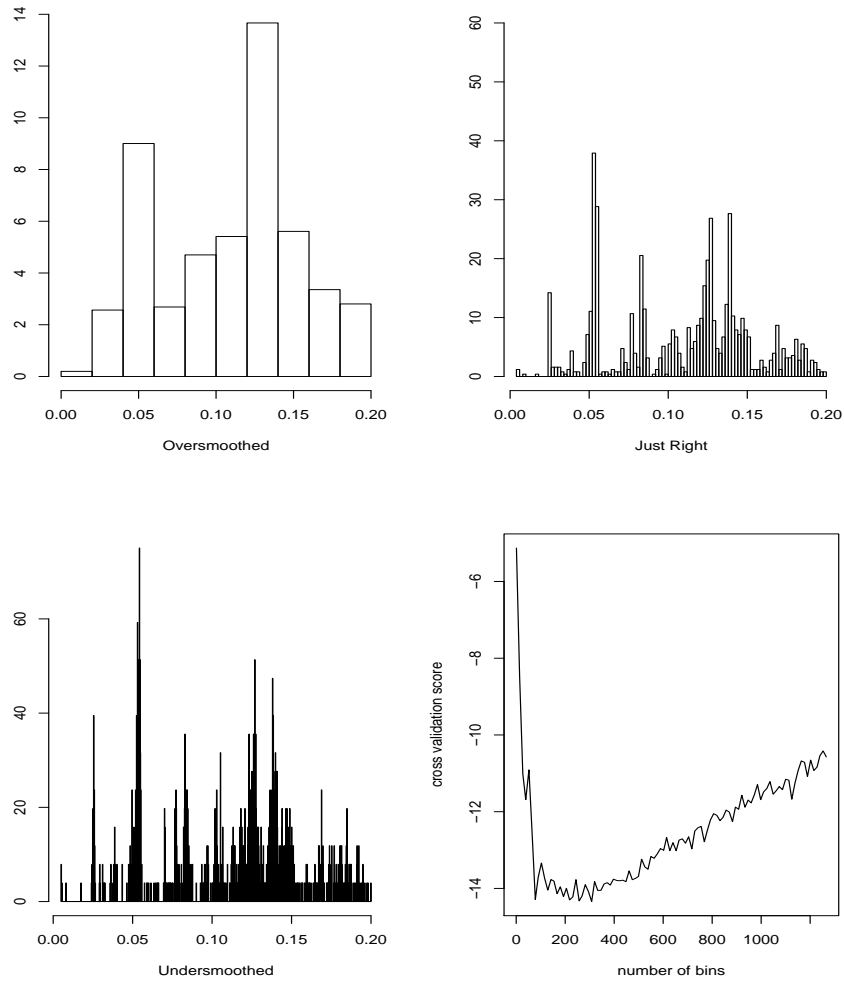 14
12
10
8
6
4
2
0
0.00 0.05 0.10 0.15 0.20
Oversmoothed
60
50
40
30
20
10
0
0.00 0.05 0.10 0.15 0.20
Just Right
60
40
20
0
0.00 0.05 0.10 0.15 0.20
Undersmoothed
cross validation score
−6
−8
−10
−12
−14
0 200 400 600 800 1000
number of bins